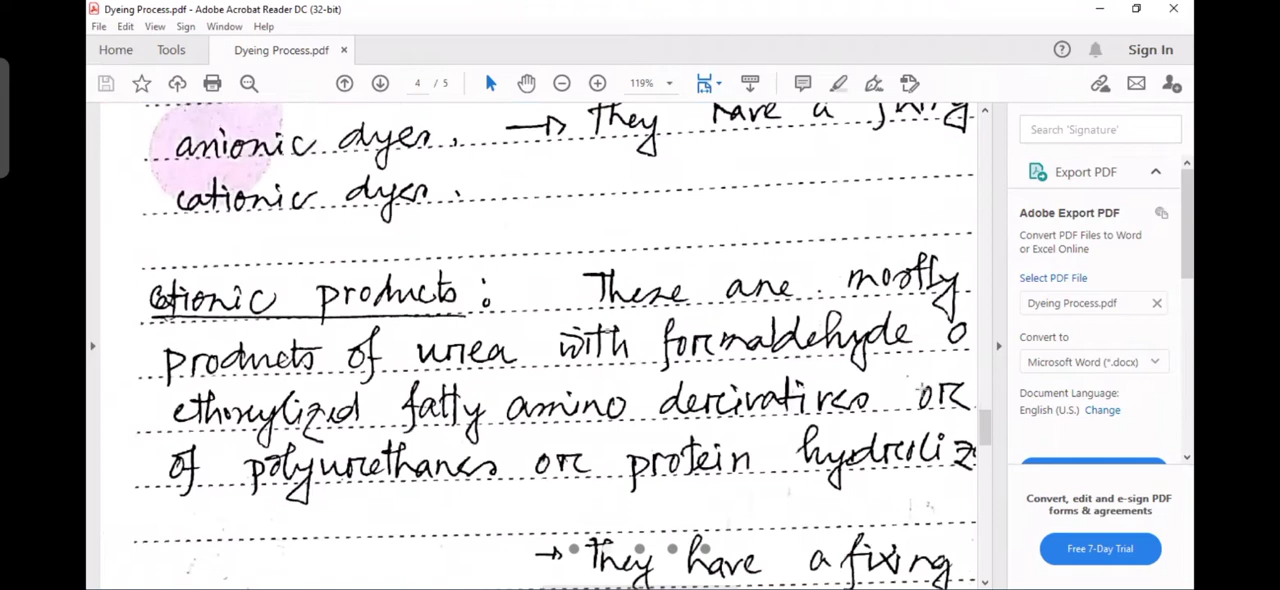 Dyeing Process.pdf - Adobe Acrobat Reader DC (32-bit)
File Edit View Sign Window Help
Home Tools Dyeing Process.pdf × Sign In
4 / 5 119%
anionic dyes. → They have a
cationic dyes.
Cationic products: These are mostly
products of urea with formaldehyde o
ethoxylized fatty amino derivatives or
of polyurethanes or protein hydroliz
→ They have a fixing
Search 'Signature'
Export PDF
Adobe Export PDF
Convert PDF Files to Word
or Excel Online
Select PDF File
Dyeing Process.pdf ×
Convert to
Microsoft Word (*.docx)
Document Language:
English (U.S.) Change
Convert, edit and e-sign PDF
forms & agreements
Free 7-Day Trial